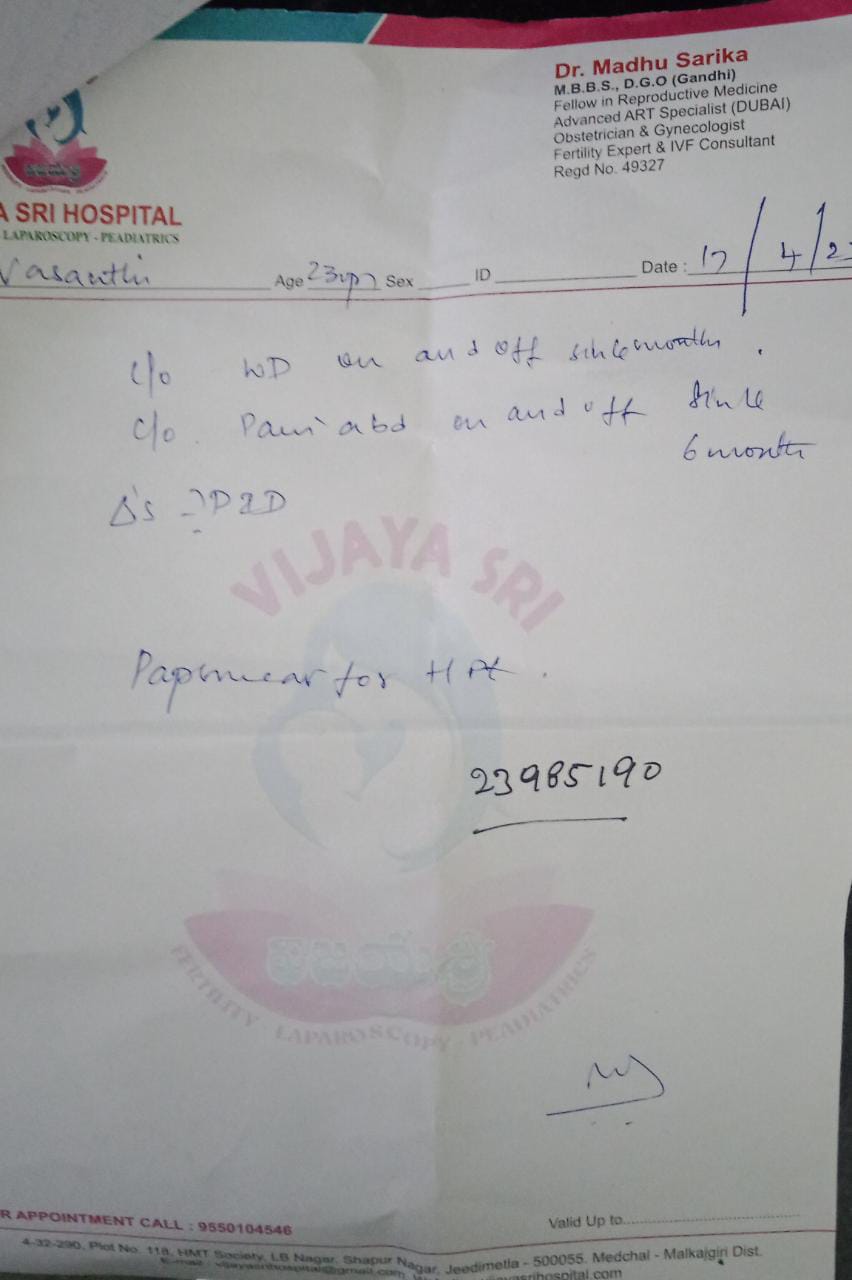 Dr. Madhu Sarika
M.B.B.S., D.G.O (Gandhi)
Fellow in Reproductive Medicine
Advanced ART Specialist (DUBAI)
Obstetrician & Gynecologist
Fertility Expert & IVF Consultant
Regd No. 49327
A SRI HOSPITAL
LAPAROSCOPY - PEADIATRICS
Vasanthi Age 23yr Sex ID Date : 17/4/2
c/o WD on and off since months.
c/o. Pain abd on and off since
6 month
Δ's ?PID
VIJAYA SRI
Papsmear for HPE.
23985190
FERTILITY - LAPAROSCOPY - PEADIATRICS
R APPOINTMENT CALL : 9550104546
Valid Up to
4-32-290, Plot No. 118, HMT Society, LB Nagar, Shapur Nagar, Jeedimetla - 500055. Medchal - Malkajgiri Dist.